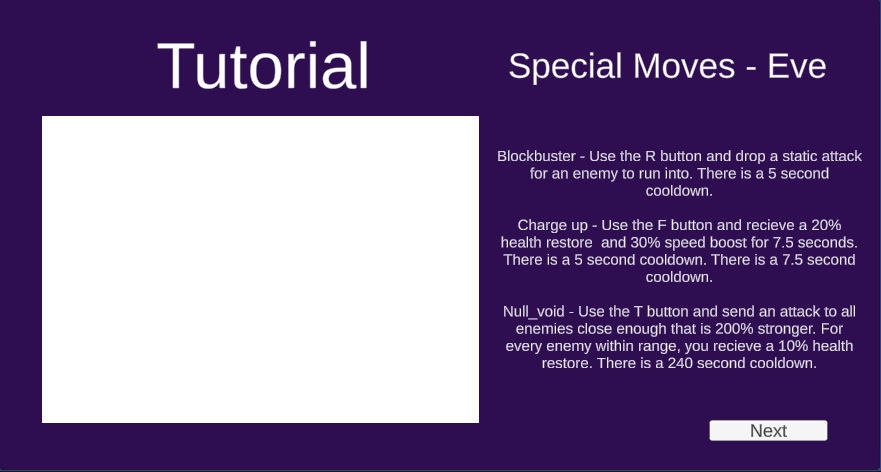 Tutorial
Special Moves - Eve
Blockbuster - Use the R button and drop a static attack
for an enemy to run into. There is a 5 second
cooldown.
Charge up - Use the F button and recieve a 20%
health restore  and 30% speed boost for 7.5 seconds.
There is a 5 second cooldown. There is a 7.5 second
cooldown.
Null_void - Use the T button and send an attack to all
enemies close enough that is 200% stronger. For
every enemy within range, you recieve a 10% health
restore. There is a 240 second cooldown.
Next